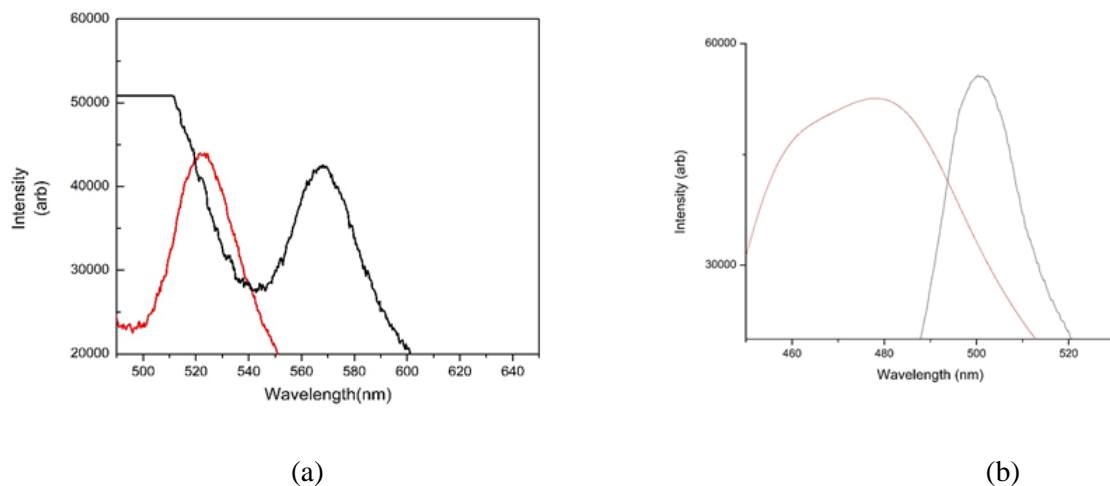 60000
50000
40000
30000
20000
Intensity
(arb)
500 520 540 560 580 600 620 640
Wavelength(nm)
(a)
60000
30000
Intensity (arb)
460 480 500 520
Wavelength (nm)
(b)